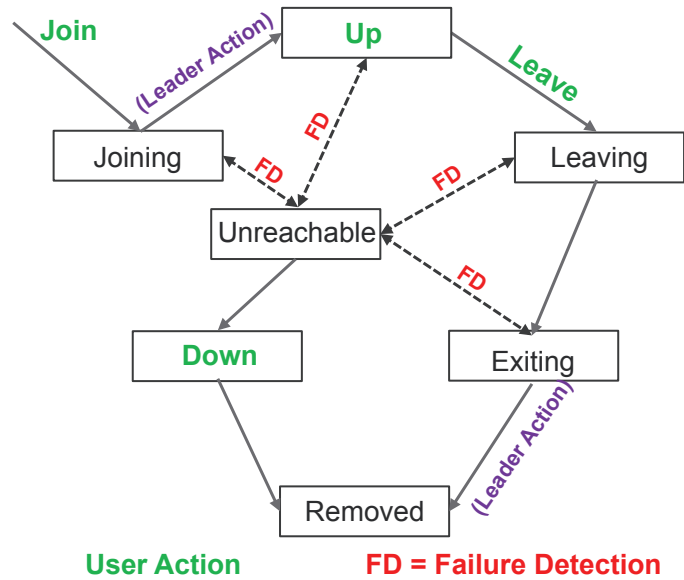 Join
(Leader Action)
Up
Leave
Joining
FD
FD
FD
Leaving
Unreachable
FD
Down
Exiting
(Leader Action)
Removed
User Action
FD = Failure Detection